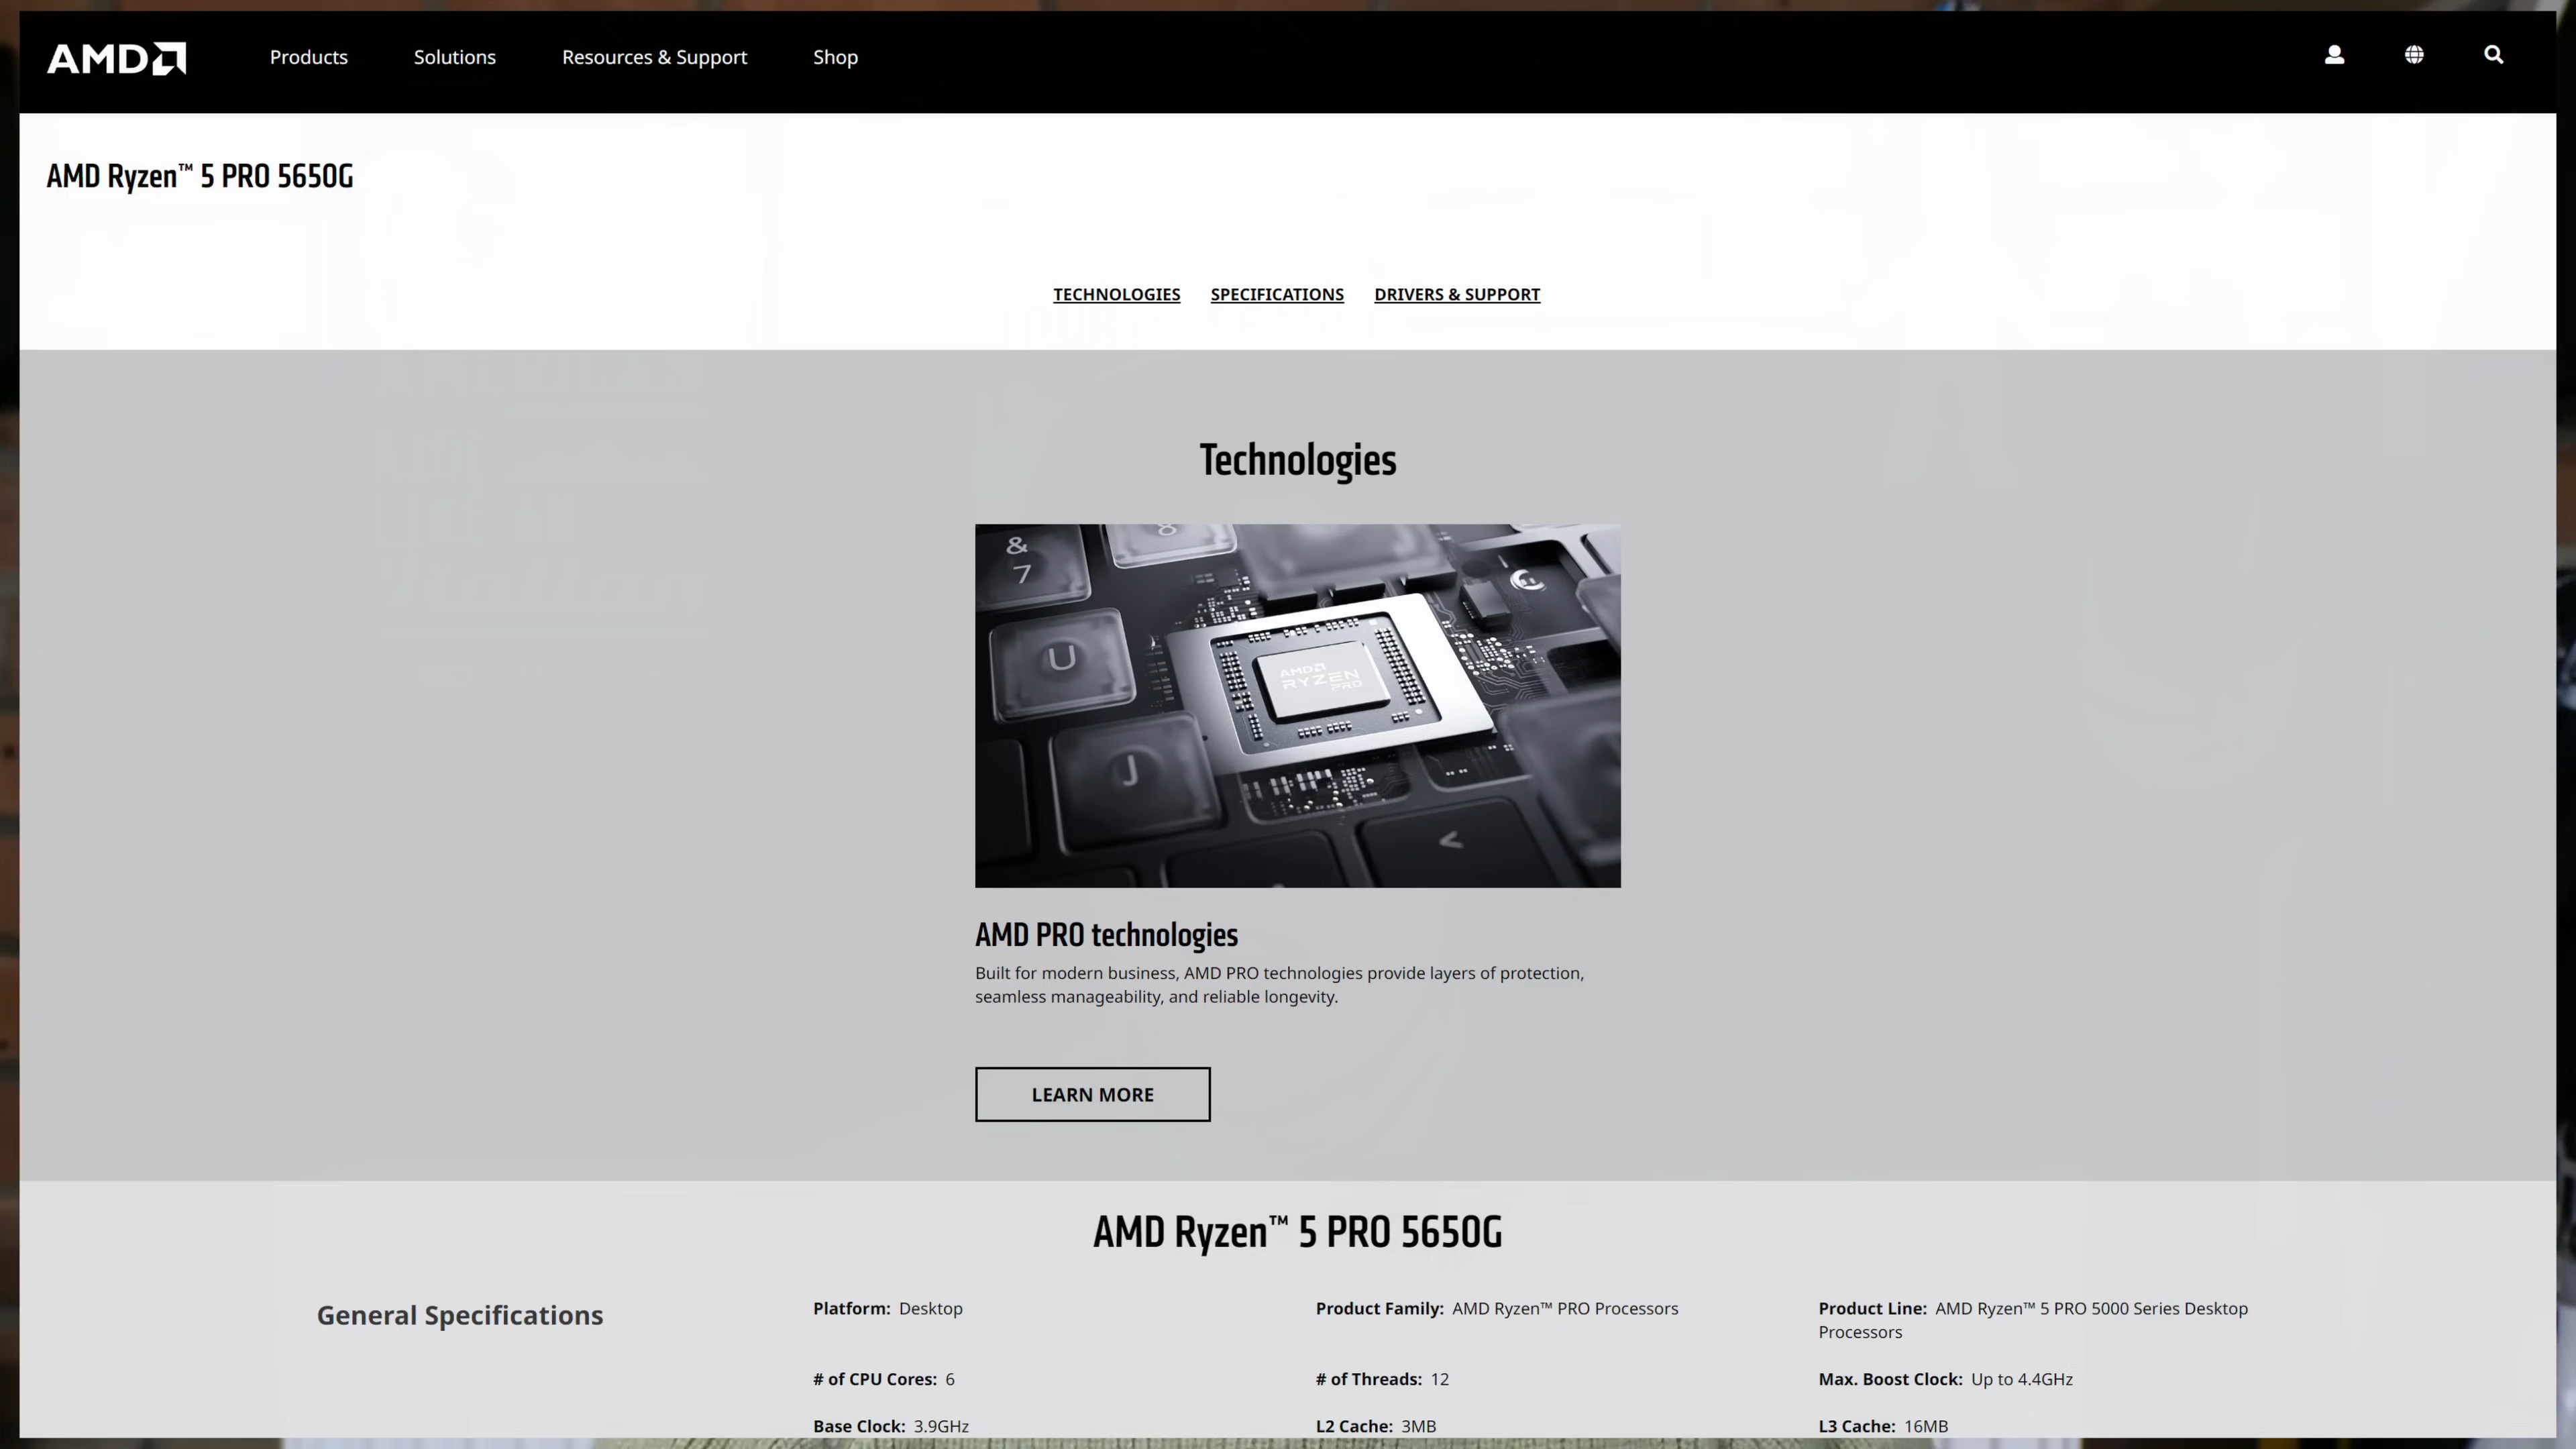 AMD
Products Solutions Resources & Support Shop
AMD Ryzen™ 5 PRO 5650G
TECHNOLOGIES SPECIFICATIONS DRIVERS & SUPPORT
Technologies
&
7
8
U
AMD
RYZEN
PRO
J
<
AMD PRO technologies
Built for modern business, AMD PRO technologies provide layers of protection,
seamless manageability, and reliable longevity.
LEARN MORE
AMD Ryzen™ 5 PRO 5650G
General Specifications
Platform: Desktop
Product Family: AMD Ryzen™ PRO Processors
Product Line: AMD Ryzen™ 5 PRO 5000 Series Desktop
Processors
# of CPU Cores: 6
# of Threads: 12
Max. Boost Clock: Up to 4.4GHz
Base Clock: 3.9GHz
L2 Cache: 3MB
L3 Cache: 16MB